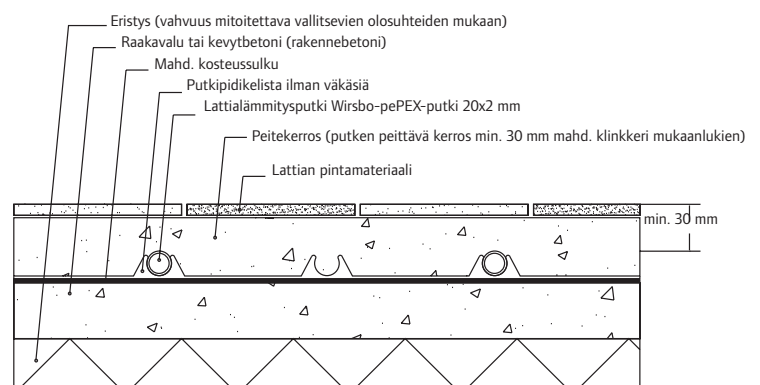 Eristys (vahvuus mitoitettava vallitsevien olosuhteiden mukaan)
Raakavalu tai kevytbetoni (rakennebetoni)
Mahd. kosteussulku
Putkipidikelista ilman väkäsiä
Lattialämmitysputki Wirsbo-pePEX-putki 20x2 mm
Peitekerros (putken peittävä kerros min. 30 mm mahd. klinkkeri mukaanlukien)
Lattian pintamateriaali
min. 30 mm